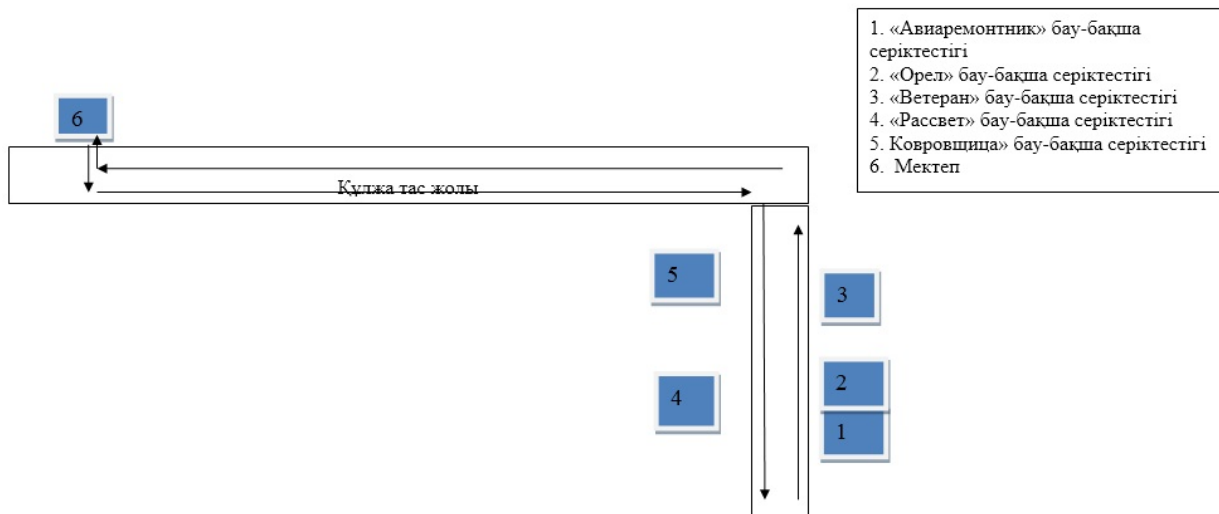 1. «Авиаремонтник» бау-бақша
серіктестігі
2. «Орел» бау-бақша серіктестігі
3. «Ветеран» бау-бақша серіктестігі
4. «Рассвет» бау-бақша серіктестігі
5. Ковровщица» бау-бақша серіктестігі
6. Мектеп
6
Құлжа тас жолы
5
3
4
2
1